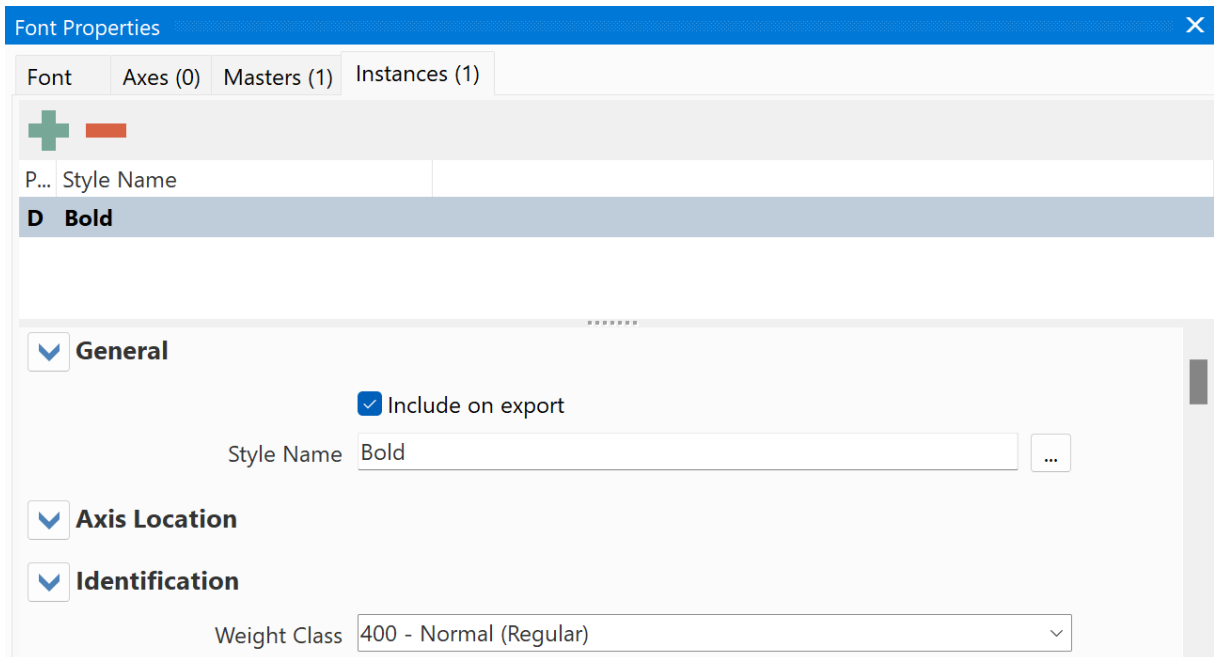 Font Properties
Font Axes (0) Masters (1) Instances (1)
P... Style Name
D Bold
General
Include on export
Style Name Bold ...
Axis Location
Identification
Weight Class 400 - Normal (Regular)